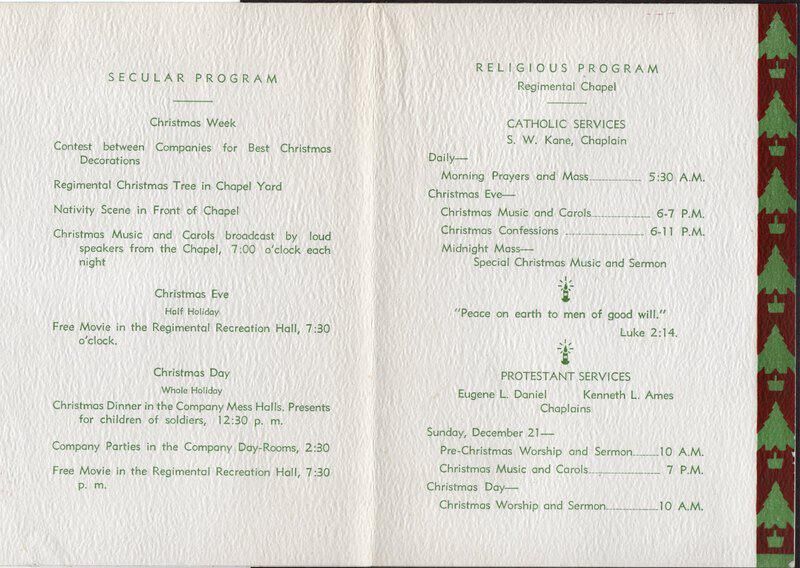 SECULAR PROGRAM
Christmas Week
Contest between Companies for Best Christmas
Decorations
Regimental Christmas Tree in Chapel Yard
Nativity Scene in Front of Chapel
Christmas Music and Carols broadcast by loud
speakers from the Chapel, 7:00 o'clock each
night
Christmas Eve
Half Holiday
Free Movie in the Regimental Recreation Hall, 7:30
o'clock.
Christmas Day
Whole Holiday
Christmas Dinner in the Company Mess Halls. Presents
for children of soldiers, 12:30 p. m.
Company Parties in the Company Day-Rooms, 2:30
Free Movie in the Regimental Recreation Hall, 7:30
p. m.
RELIGIOUS PROGRAM
Regimental Chapel
CATHOLIC SERVICES
S. W. Kane, Chaplain
Daily—
Morning Prayers and Mass 5:30 A.M.
Christmas Eve—
Christmas Music and Carols 6-7 P.M.
Christmas Confessions 6-11 P.M.
Midnight Mass—
Special Christmas Music and Sermon
"Peace on earth to men of good will."
Luke 2:14.
PROTESTANT SERVICES
Eugene L. Daniel Kenneth L. Ames
Chaplains
Sunday, December 21—
Pre-Christmas Worship and Sermon 10 A.M.
Christmas Music and Carols 7 P.M.
Christmas Day—
Christmas Worship and Sermon 10 A.M.